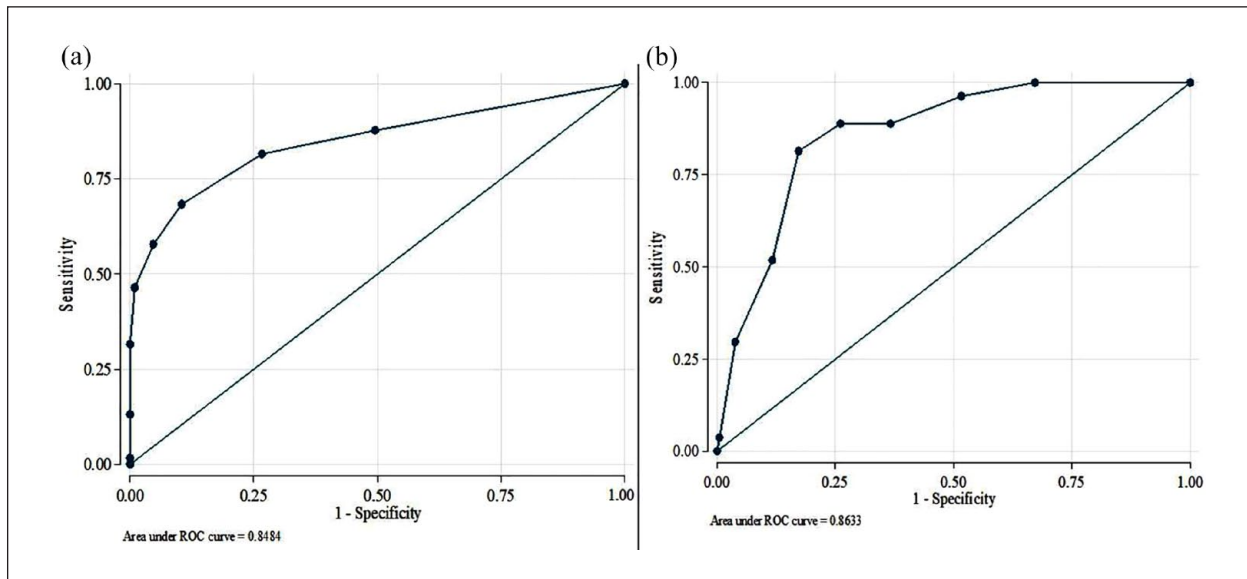 (a)
1.00
0.75
0.50
0.25
0.00
Sensitivity
0.00 0.25 0.50 0.75 1.00
1 - Specificity
Area under ROC curve = 0.8484
(b)
1.00
0.75
0.50
0.25
0.00
Sensitivity
0.00 0.25 0.50 0.75 1.00
1 - Specificity
Area under ROC curve = 0.8633